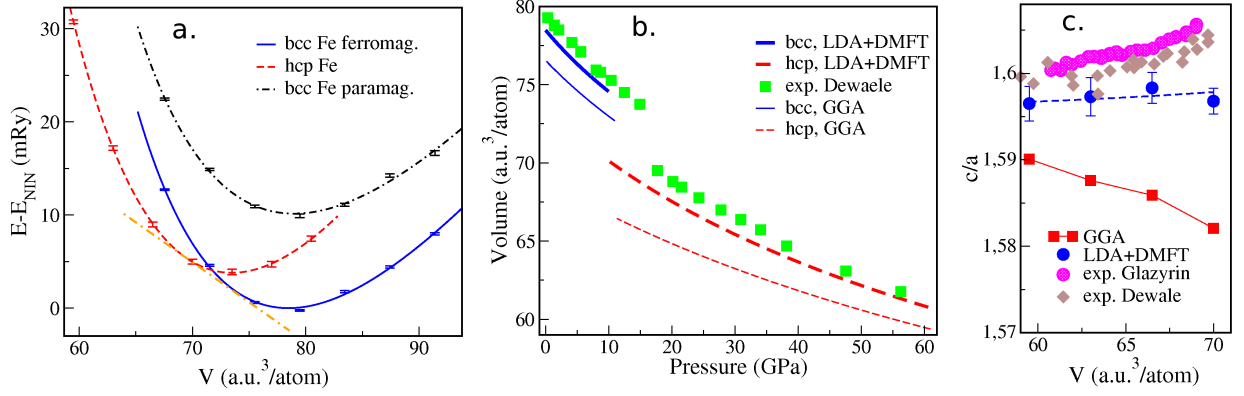 a.
bcc Fe ferromag.
hcp Fe
bcc Fe paramag.
E-E_NIN (mRy)
30
20
10
0
60
70
80
90
V (a.u.³/atom)
b.
bcc, LDA+DMFT
hcp, LDA+DMFT
exp. Dewaele
bcc, GGA
hcp, GGA
Volume (a.u.³/atom)
80
75
70
65
60
0
10
20
30
40
50
60
Pressure (GPa)
c.
c/a
1,6
1,59
1,58
1,57
GGA
LDA+DMFT
exp. Glazyrin
exp. Dewale
60
65
70
V (a.u.³/atom)